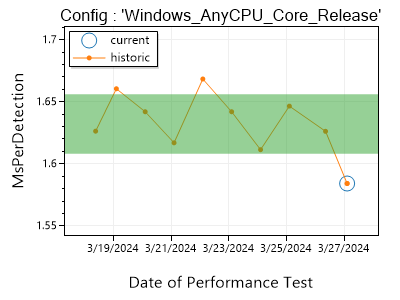 Config : 'Windows_AnyCPU_Core_Release'
current
historic
1.7
1.65
1.6
1.55
MsPerDetection
3/19/2024 3/21/2024 3/23/2024 3/25/2024 3/27/2024
Date of Performance Test